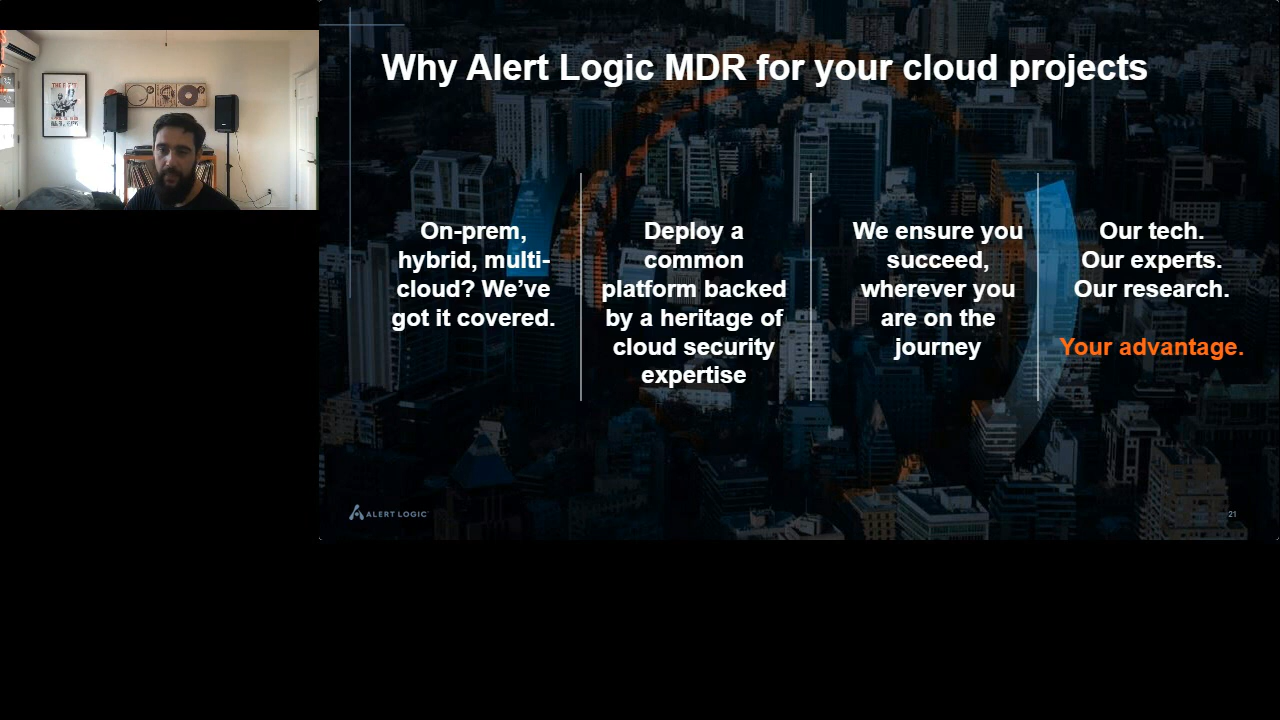 Why Alert Logic MDR for your cloud projects
On-prem,
hybrid, multi-
cloud? We’ve
got it covered.
Deploy a
common
platform backed
by a heritage of
cloud security
expertise
We ensure you
succeed,
wherever you
are on the
journey
Our tech.
Our experts.
Our research.
Your advantage.
ALERT LOGIC
21